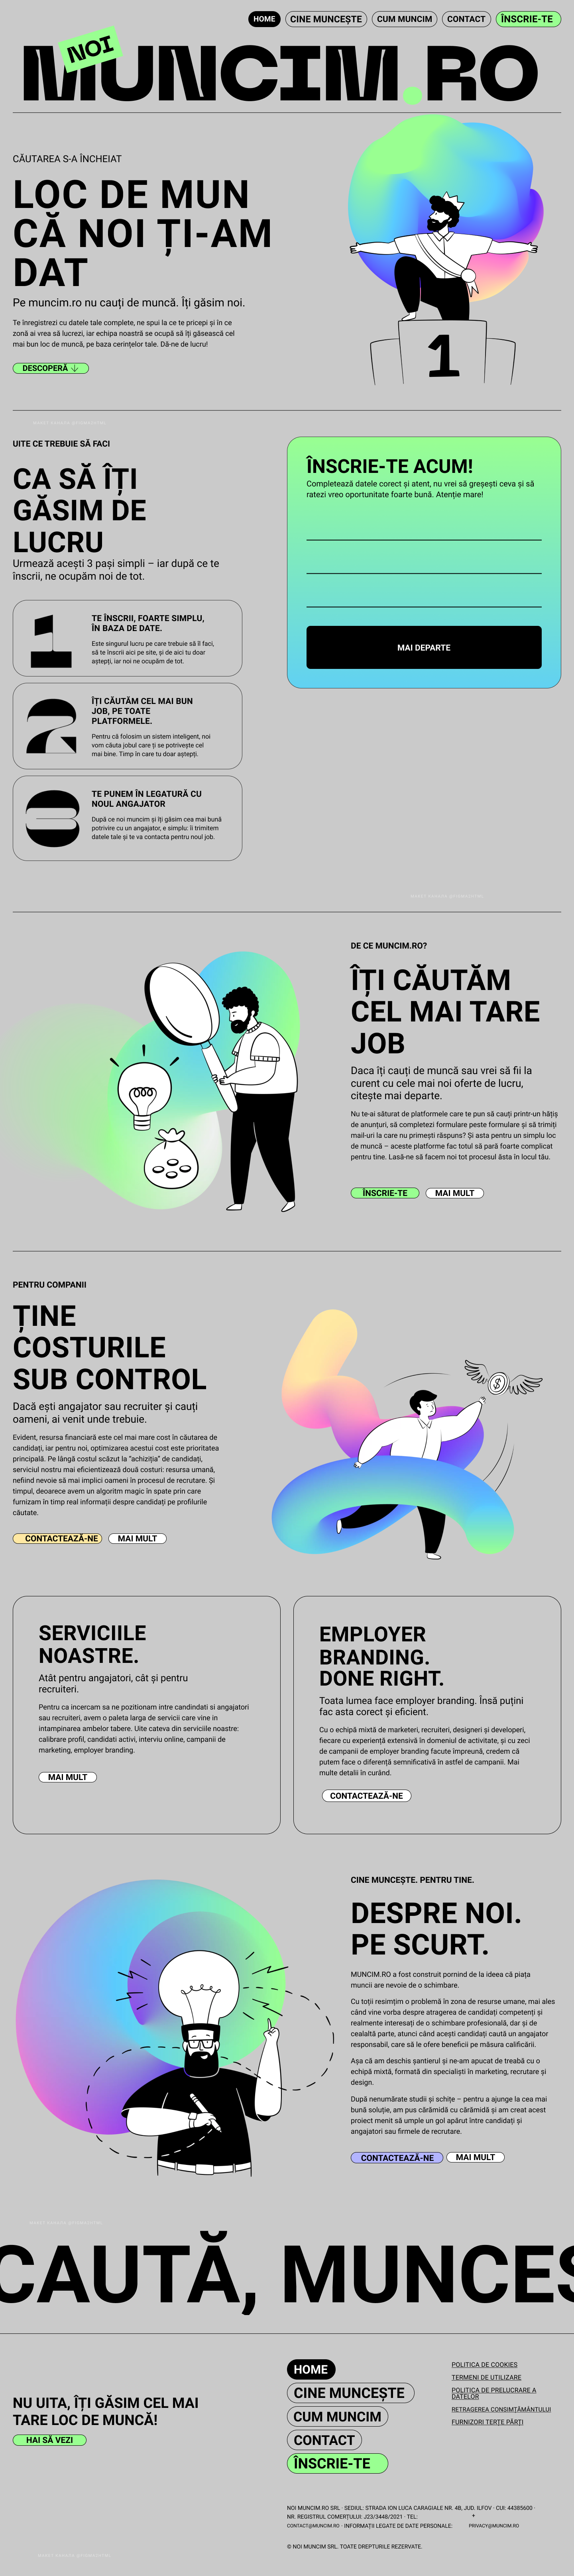 HOME
CINE MUNCEȘTE
CUM MUNCIM
CONTACT
ÎNSCRIE-TE
NOI
MUNCIM.RO
CĂUTAREA S-A ÎNCHEIAT
LOC DE MUN
CĂ NOI ȚI-AM
DAT
Pe muncim.ro nu cauți de muncă. Îți găsim noi.
Te înregistrezi cu datele tale complete, ne spui la ce te pricepi și în ce
zonă ai vrea să lucrezi, iar echipa noastră se ocupă să îți găsească cel
mai bun loc de muncă, pe baza cerințelor tale. Dă-ne de lucru!
DESCOPERĂ
1
UITE CE TREBUIE SĂ FACI
CA SĂ ÎȚI
GĂSIM DE
LUCRU
Urmează acești 3 pași simpli – iar după ce te
înscrii, ne ocupăm noi de tot.
1
TE ÎNSCRII, FOARTE SIMPLU,
ÎN BAZA DE DATE.
Este singurul lucru pe care trebuie să îl faci,
să te înscrii aici pe site, și de aici tu doar
aștepți, iar noi ne ocupăm de tot.
2
ÎȚI CĂUTĂM CEL MAI BUN
JOB, PE TOATE
PLATFORMELE.
Pentru că folosim un sistem inteligent, noi
vom căuta jobul care ți se potrivește cel
mai bine. Timp în care tu doar aștepți.
3
TE PUNEM ÎN LEGATURĂ CU
NOUL ANGAJATOR
După ce noi muncim și îți găsim cea mai bună
potrivire cu un angajator, e simplu: îi trimitem
datele tale și te va contacta pentru noul job.
ÎNSCRIE-TE ACUM!
Completează datele corect și atent, nu vrei să greșești ceva și să
ratezi vreo oportunitate foarte bună. Atenție mare!
MAI DEPARTE
DE CE MUNCIM.RO?
ÎȚI CĂUTĂM
CEL MAI TARE
JOB
Daca îți cauți de muncă sau vrei să fii la
curent cu cele mai noi oferte de lucru,
citește mai departe.
Nu te-ai săturat de platformele care te pun să cauți printr-un hățiș
de anunțuri, să completezi formulare peste formulare și să trimiți
mail-uri la care nu primești răspuns? Și asta pentru un simplu loc
de muncă – aceste platforme fac totul să pară foarte complicat
pentru tine. Lasă-ne să facem noi tot procesul ăsta în locul tău.
ÎNSCRIE-TE
MAI MULT
PENTRU COMPANII
ȚINE
COSTURILE
SUB CONTROL
Dacă ești angajator sau recruiter și cauți
oameni, ai venit unde trebuie.
Evident, resursa financiară este cel mai mare cost în căutarea de
candidați, iar pentru noi, optimizarea acestui cost este prioritatea
principală. Pe lângă costul scăzut la "achiziția" de candidați,
serviciul nostru mai eficientizează două costuri: resursa umană,
nefiind nevoie să mai implici oameni în procesul de recrutare. Și
timpul, deoarece avem un algoritm magic în spate prin care
furnizam în timp real informații despre candidați pe profilurile
căutate.
CONTACTEAZĂ-NE
MAI MULT
$
SERVICIILE
NOASTRE.
Atât pentru angajatori, cât și pentru
recruiteri.
Pentru ca incercam sa ne pozitionam intre candidati si angajatori
sau recruiteri, avem o paleta larga de servicii care vine in
intampinarea ambelor tabere. Uite cateva din serviciile noastre:
calibrare profil, candidati activi, interviu online, campanii de
marketing, employer branding.
MAI MULT
EMPLOYER
BRANDING.
DONE RIGHT.
Toata lumea face employer branding. Însă puțini
fac asta corect și eficient.
Cu o echipă mixtă de marketeri, recruiteri, designeri și developeri,
fiecare cu experiență extensivă în domeniul de activitate, și cu zeci
de campanii de employer branding facute împreună, credem că
putem face o diferență semnificativă în astfel de campanii. Mai
multe detalii în curând.
CONTACTEAZĂ-NE
CINE MUNCEȘTE. PENTRU TINE.
DESPRE NOI.
PE SCURT.
MUNCIM.RO a fost construit pornind de la ideea că piața
muncii are nevoie de o schimbare.
Cu toții resimțim o problemă în zona de resurse umane, mai ales
când vine vorba despre atragerea de candidați competenți și
realmente interesați de o schimbare profesională, dar și de
cealaltă parte, atunci când acești candidați caută un angajator
responsabil, care să le ofere beneficii pe măsura calificării.
Așa că am deschis șantierul și ne-am apucat de treabă cu o
echipă mixtă, formată din specialiști în marketing, recrutare și
design.
După nenumărate studii și schițe – pentru a ajunge la cea mai
bună soluție, am pus cărămidă cu cărămidă și am creat acest
proiect menit să umple un gol apărut între candidați și
angajatori sau firmele de recrutare.
CONTACTEAZĂ-NE
MAI MULT
CAUTĂ, MUNCES
NU UITA, ÎȚI GĂSIM CEL MAI
TARE LOC DE MUNCĂ!
HAI SĂ VEZI
HOME
CINE MUNCEȘTE
CUM MUNCIM
CONTACT
ÎNSCRIE-TE
POLITICA DE COOKIES
TERMENI DE UTILIZARE
POLITICA DE PRELUCRARE A
DATELOR
RETRAGEREA CONSIMȚĂMÂNTULUI
FURNIZORI TERȚE PĂRȚI
NOI MUNCIM.RO SRL · SEDIUL: STRADA ION LUCA CARAGIALE NR. 4B, JUD. ILFOV · CUI: 44385600 ·
NR. REGISTRUL COMERȚULUI: J23/3448/2021 · TEL: +
CONTACT@MUNCIM.RO · INFORMAȚII LEGATE DE DATE PERSONALE: PRIVACY@MUNCIM.RO
© NOI MUNCIM SRL. TOATE DREPTURILE REZERVATE.